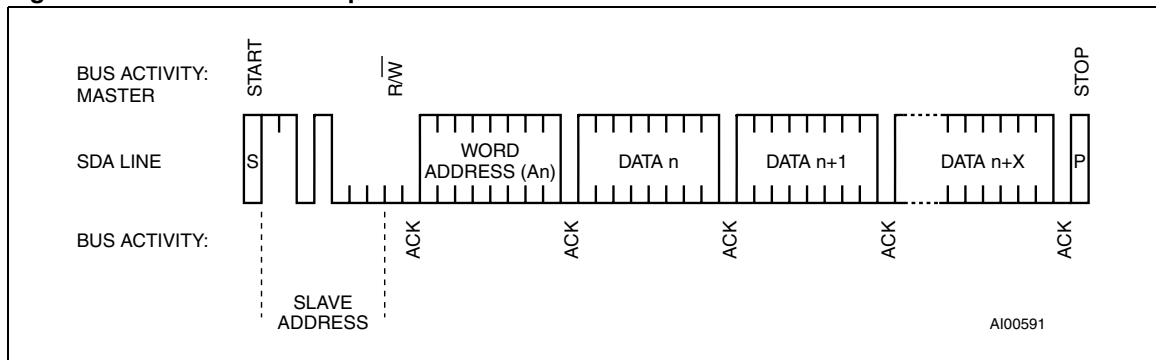 START
R/W
STOP
BUS ACTIVITY:
MASTER
SDA LINE
S
WORD
ADDRESS (An)
DATA n
DATA n+1
DATA n+X
P
BUS ACTIVITY:
ACK
ACK
ACK
ACK
ACK
SLAVE
ADDRESS
AI00591